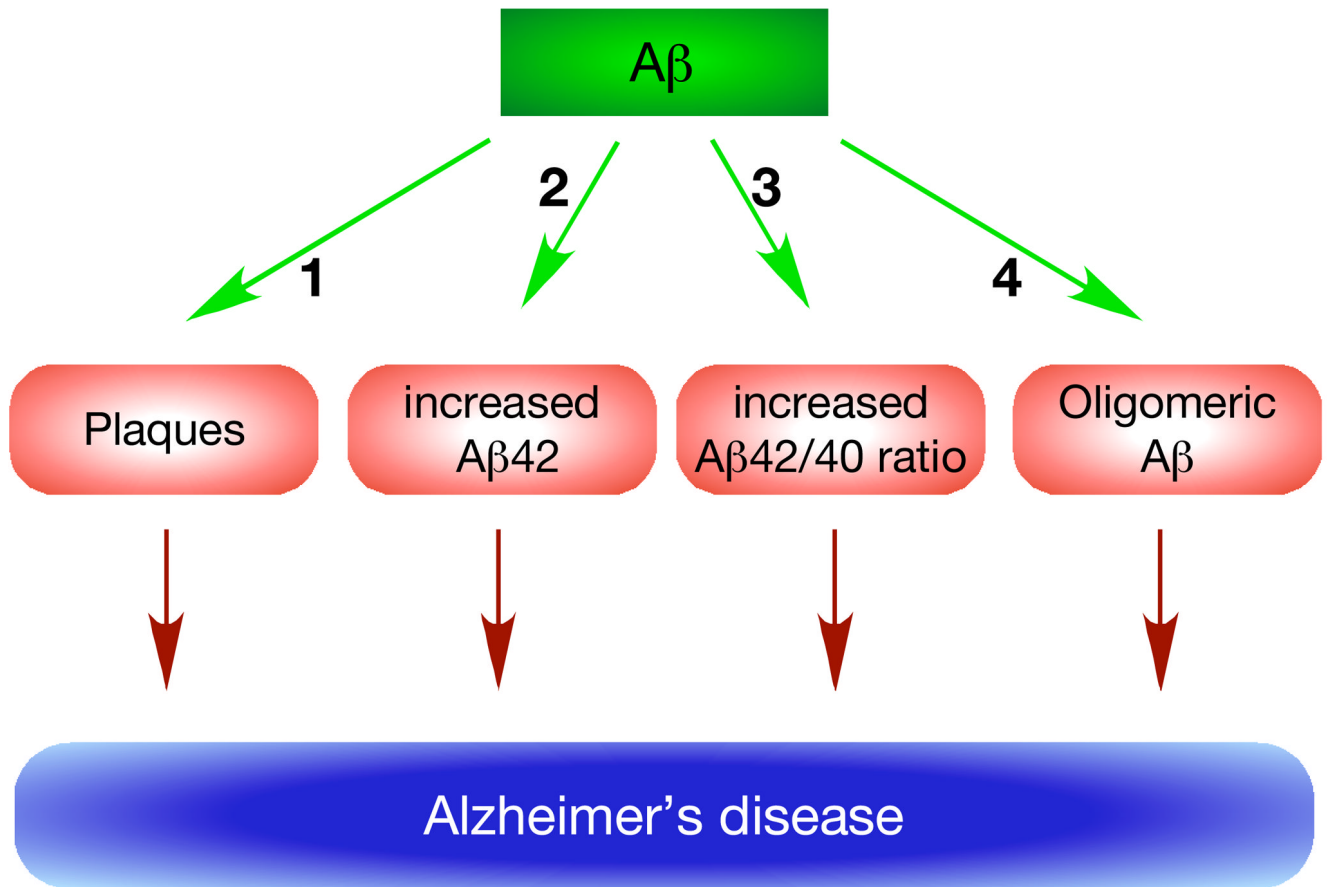 Aβ
2
3
1
4
Plaques
increased
Aβ42
increased
Aβ42/40 ratio
Oligomeric
Aβ
Alzheimer’s disease